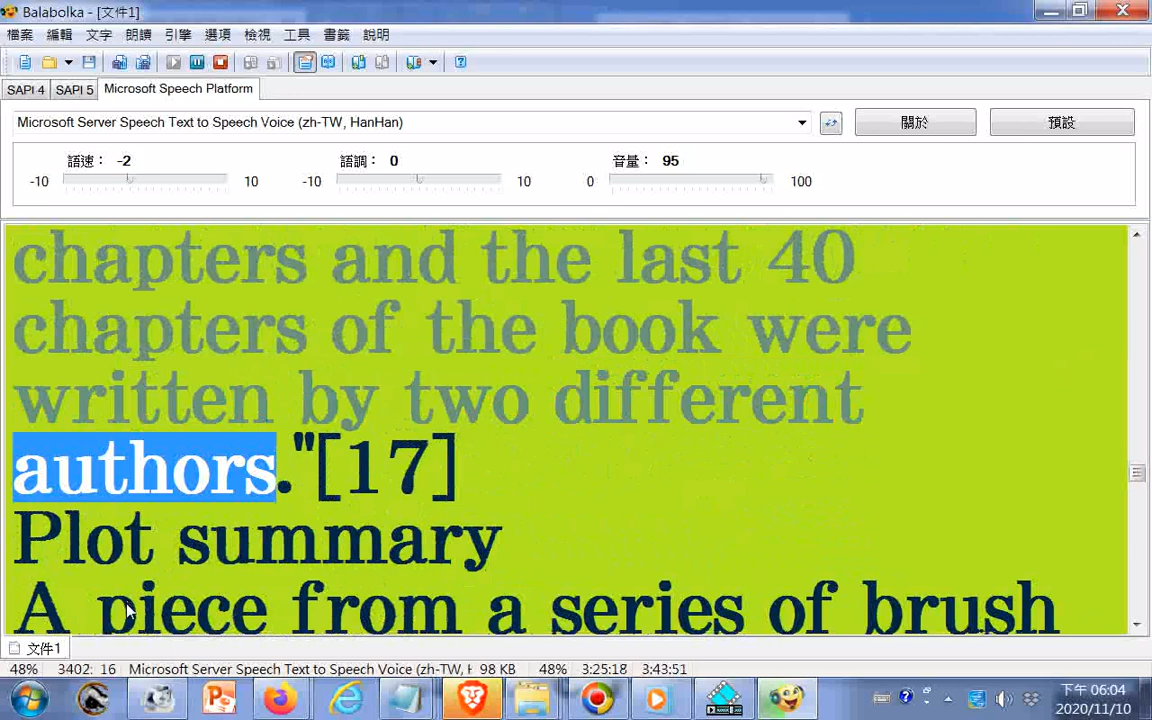 Balabolka - [文件1]
檔案 編輯 文字 朗讀 引擎 選項 檢視 工具 書籤 說明
SAPI 4 SAPI 5 Microsoft Speech Platform
Microsoft Server Speech Text to Speech Voice (zh-TW, HanHan) 關於 預設
語速： -2 語調： 0 音量： 95
-10 10 -10 10 0 100
chapters and the last 40
chapters of the book were
written by two different
authors."[17]
Plot summary
A piece from a series of brush
文件1
48% 3402: 16 Microsoft Server Speech Text to Speech Voice (zh-TW, H 98 KB 48% 3:25:18 3:43:51
下午 06:04
2020/11/10